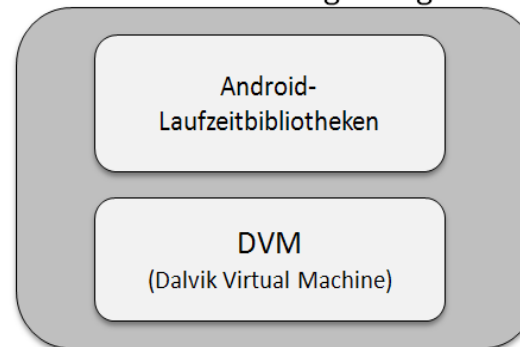 Android-
Laufzeitbibliotheken
DVM
(Dalvik Virtual Machine)